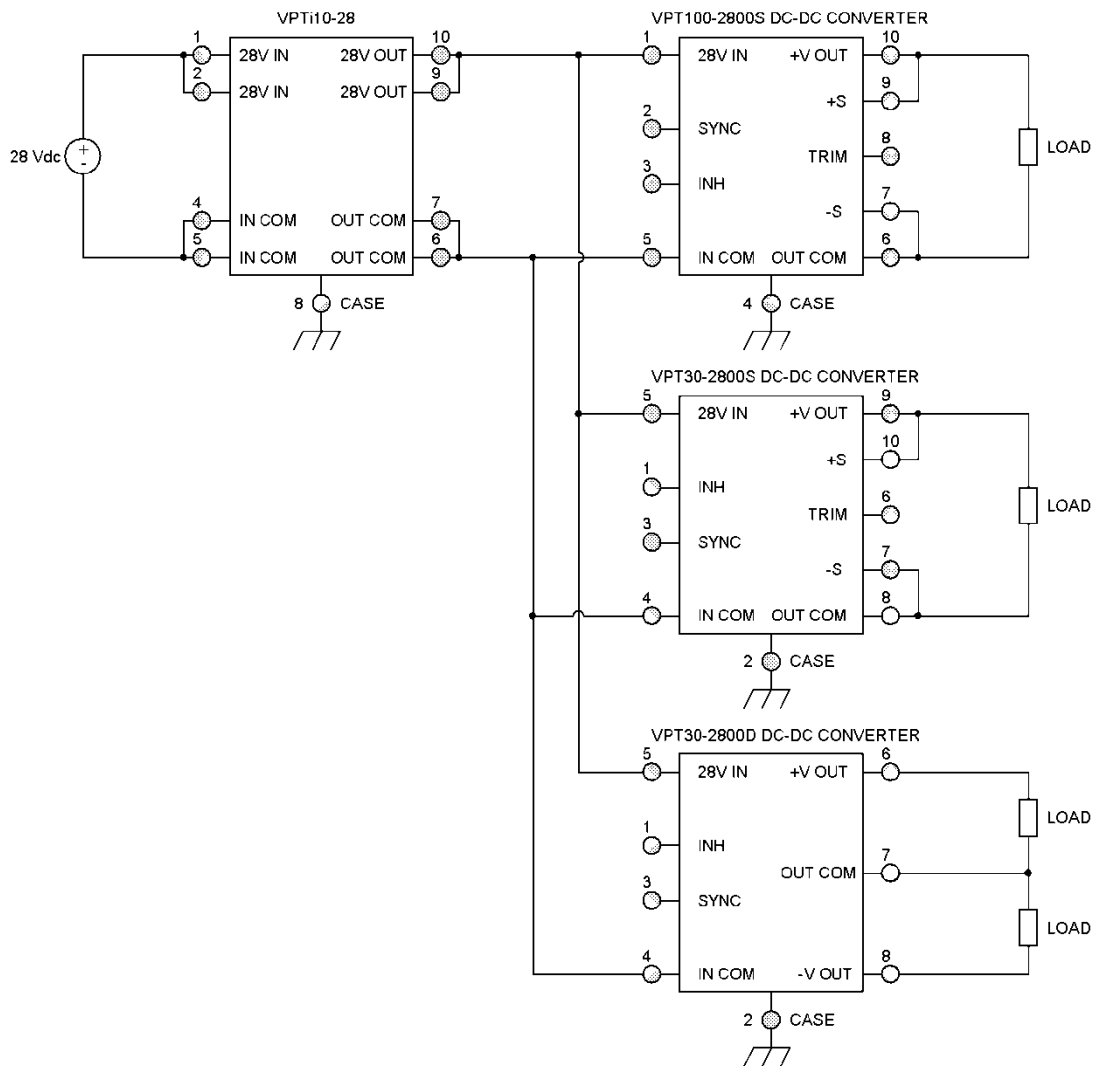 VPTi10-28
1
28V IN
28V OUT
10
2
28V IN
28V OUT
9
28 Vdc
+
-
4
IN COM
OUT COM
7
5
IN COM
OUT COM
6
8
CASE
VPT100-2800S DC-DC CONVERTER
1
28V IN
+V OUT
10
+S
9
2
SYNC
TRIM
8
LOAD
3
INH
-S
7
5
IN COM
OUT COM
6
4
CASE
VPT30-2800S DC-DC CONVERTER
5
28V IN
+V OUT
9
+S
10
1
INH
TRIM
6
LOAD
3
SYNC
-S
7
4
IN COM
OUT COM
8
2
CASE
VPT30-2800D DC-DC CONVERTER
5
28V IN
+V OUT
6
LOAD
1
INH
OUT COM
7
3
SYNC
LOAD
4
IN COM
-V OUT
8
2
CASE